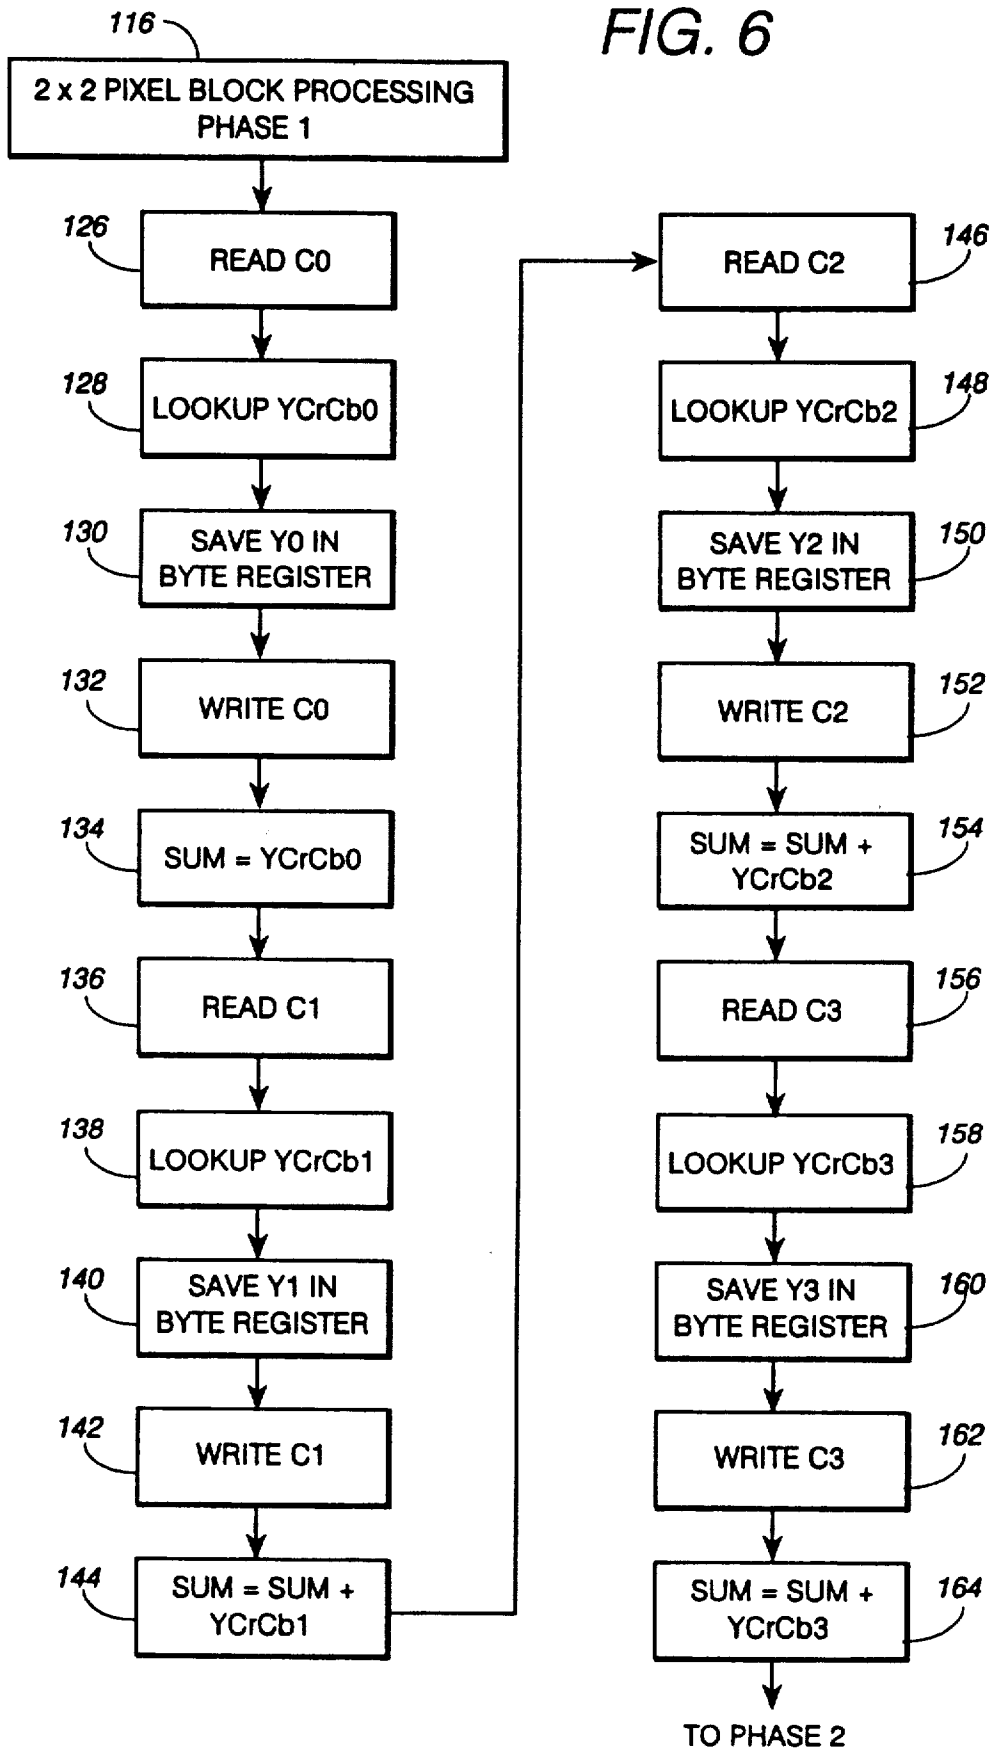 FIG. 6
116
2 x 2 PIXEL BLOCK PROCESSING
PHASE 1
126
READ C0
128
LOOKUP YCrCb0
130
SAVE Y0 IN
BYTE REGISTER
132
WRITE C0
134
SUM = YCrCb0
136
READ C1
138
LOOKUP YCrCb1
140
SAVE Y1 IN
BYTE REGISTER
142
WRITE C1
144
SUM = SUM +
YCrCb1
146
READ C2
148
LOOKUP YCrCb2
150
SAVE Y2 IN
BYTE REGISTER
152
WRITE C2
154
SUM = SUM +
YCrCb2
156
READ C3
158
LOOKUP YCrCb3
160
SAVE Y3 IN
BYTE REGISTER
162
WRITE C3
164
SUM = SUM +
YCrCb3
TO PHASE 2